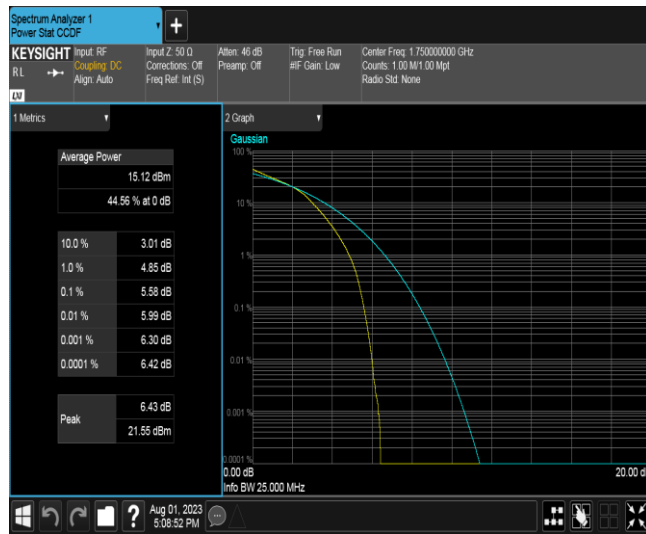 Spectrum Analyzer 1
Power Stat CCDF
+
KEYSIGHT
RL
LXI
Input: RF
Coupling: DC
Align: Auto
Input Z: 50 Ω
Corrections: Off
Freq Ref: Int (S)
Atten: 46 dB
Preamp: Off
Trig: Free Run
#IF Gain: Low
Center Freq: 1.750000000 GHz
Counts: 1.00 M/1.00 Mpt
Radio Std: None
1 Metrics
Average Power
15.12 dBm
44.56 % at 0 dB
10.0 % 3.01 dB
1.0 % 4.85 dB
0.1 % 5.58 dB
0.01 % 5.99 dB
0.001 % 6.30 dB
0.0001 % 6.42 dB
Peak
6.43 dB
21.55 dBm
2 Graph
Gaussian
100 %
10 %
1 %
0.1 %
0.01 %
0.001 %
0.0001 %
0.00 dB
20.00 d
Info BW 25.000 MHz
?
Aug 01, 2023
5:08:52 PM